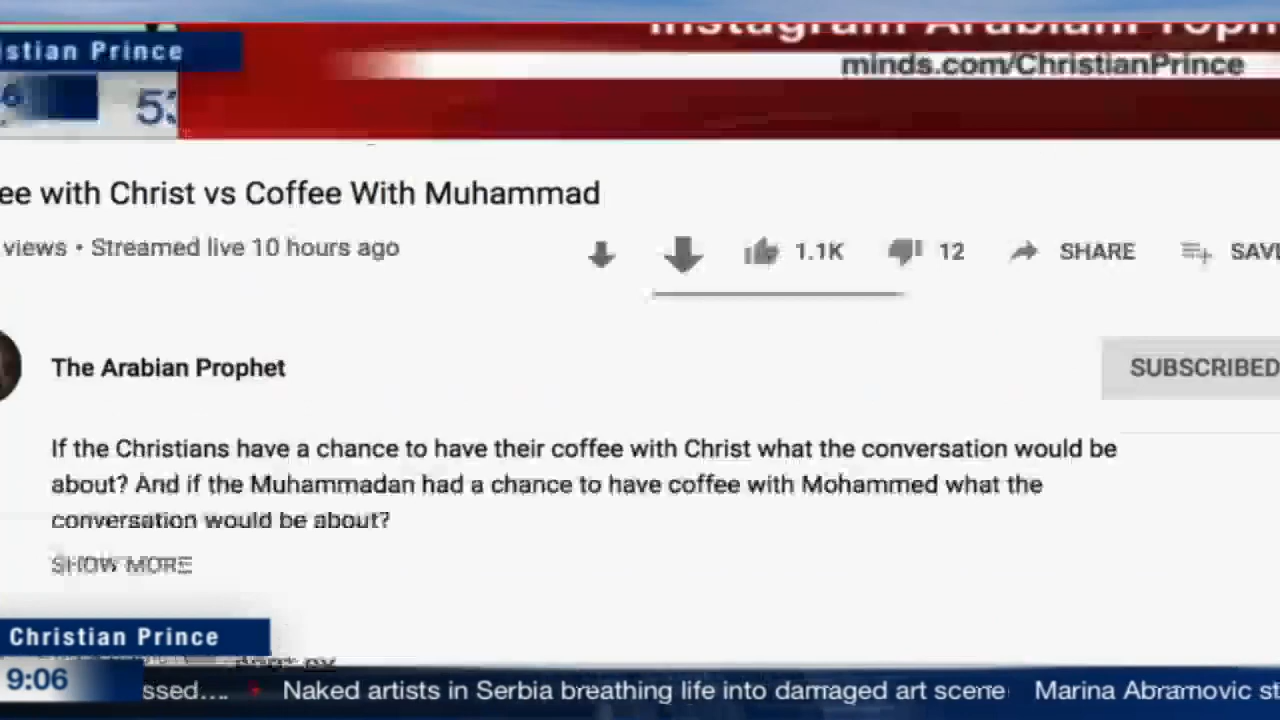 Instagram Arabian
stian Prince
minds.com/ChristianPrince
6
53
ee with Christ vs Coffee With Muhammad
views • Streamed live 10 hours ago
1.1K
12
SHARE
SAVE
The Arabian Prophet
SUBSCRIBED
If the Christians have a chance to have their coffee with Christ what the conversation would be
about? And if the Muhammadan had a chance to have coffee with Mohammed what the
conversation would be about?
SHOW MORE
Christian Prince
9:06
ssed.... Naked artists in Serbia breathing life into damaged art scene Marina Abramovic st